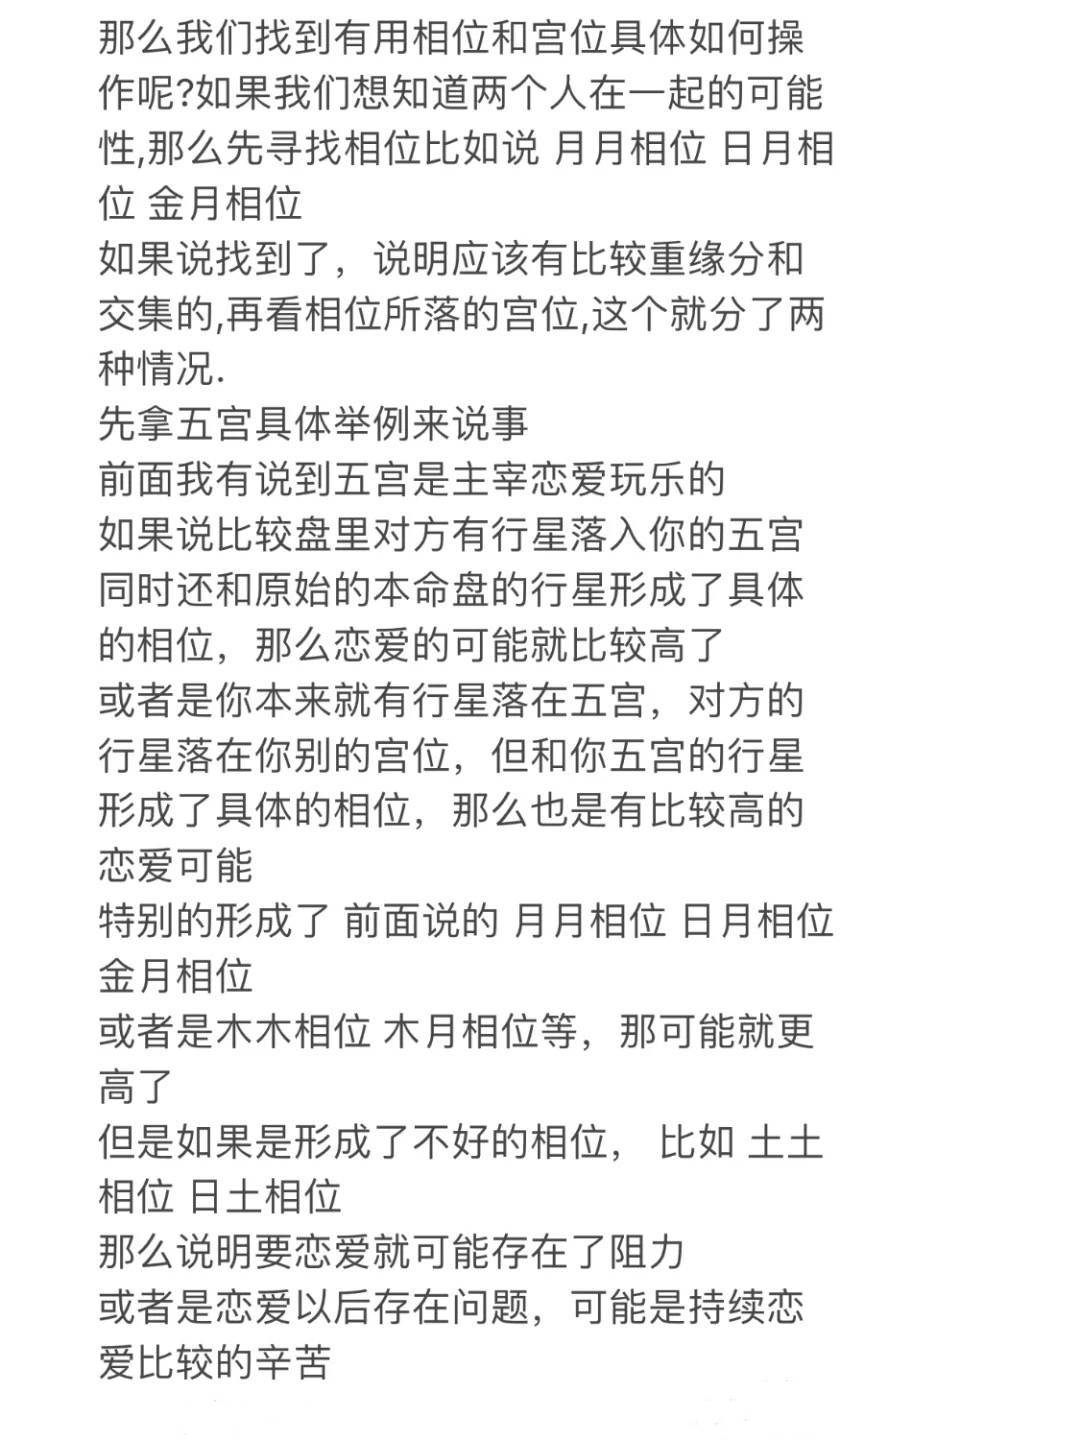 那么我们找到有用相位和宫位具体如何操
作呢?如果我们想知道两个人在一起的可能
性,那么先寻找相位比如说 月月相位 日月相
位 金月相位
如果说找到了，说明应该有比较重缘分和
交集的,再看相位所落的宫位,这个就分了两
种情况.
先拿五宫具体举例来说事
前面我有说到五宫是主宰恋爱玩乐的
如果说比较盘里对方有行星落入你的五宫
同时还和原始的本命盘的行星形成了具体
的相位，那么恋爱的可能就比较高了
或者是你本来就有行星落在五宫，对方的
行星落在你别的宫位，但和你五宫的行星
形成了具体的相位，那么也是有比较高的
恋爱可能
特别的形成了 前面说的 月月相位 日月相位
金月相位
或者是木木相位 木月相位等，那可能就更
高了
但是如果是形成了不好的相位， 比如 土土
相位 日土相位
那么说明要恋爱就可能存在了阻力
或者是恋爱以后存在问题，可能是持续恋
爱比较的辛苦